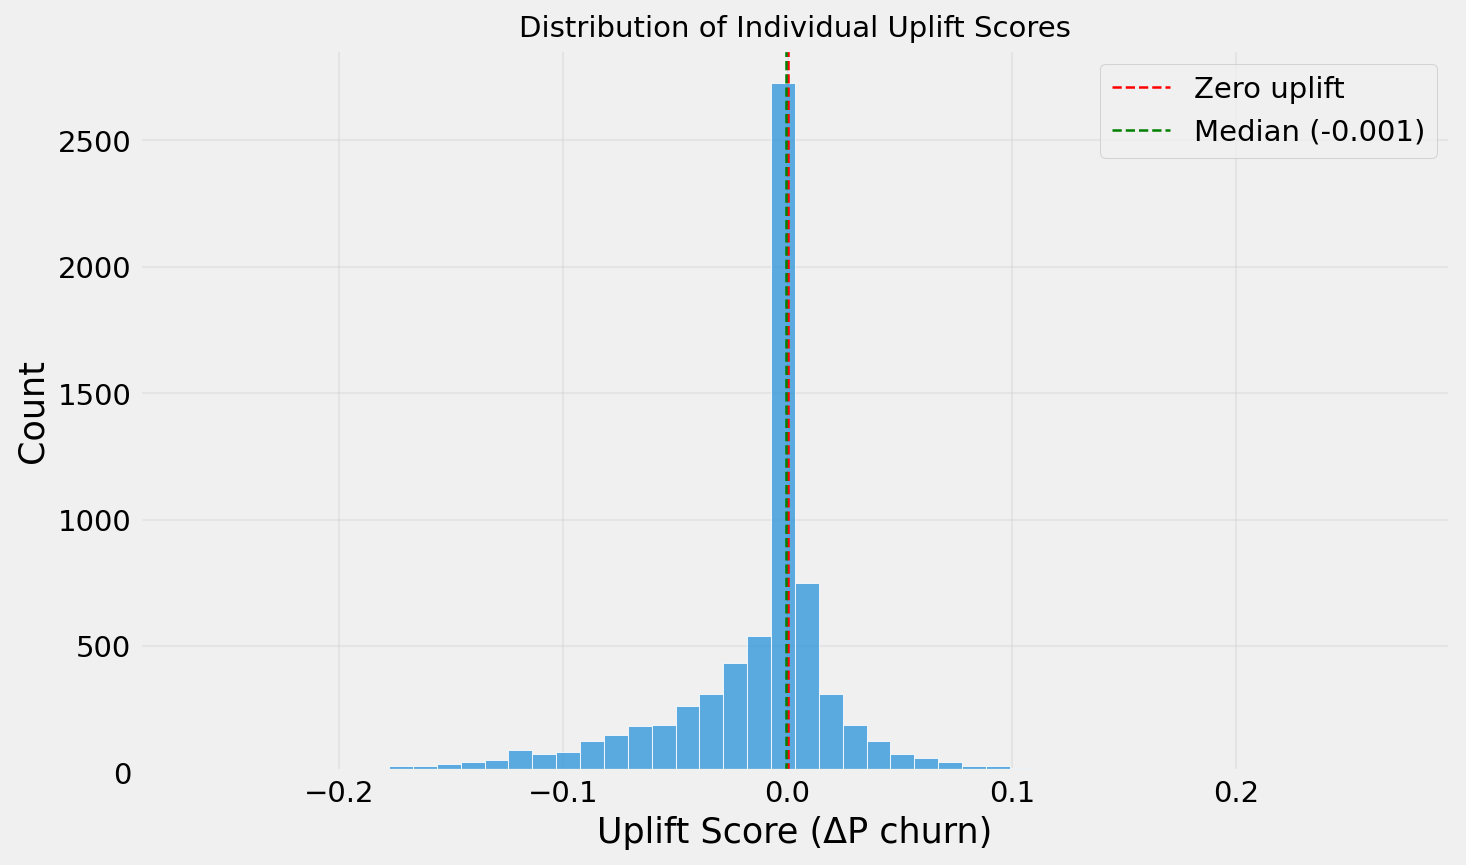 Distribution of Individual Uplift Scores
Zero uplift
Median (-0.001)
Count
2500
2000
1500
1000
500
0
−0.2
−0.1
0.0
0.1
0.2
Uplift Score (ΔP churn)